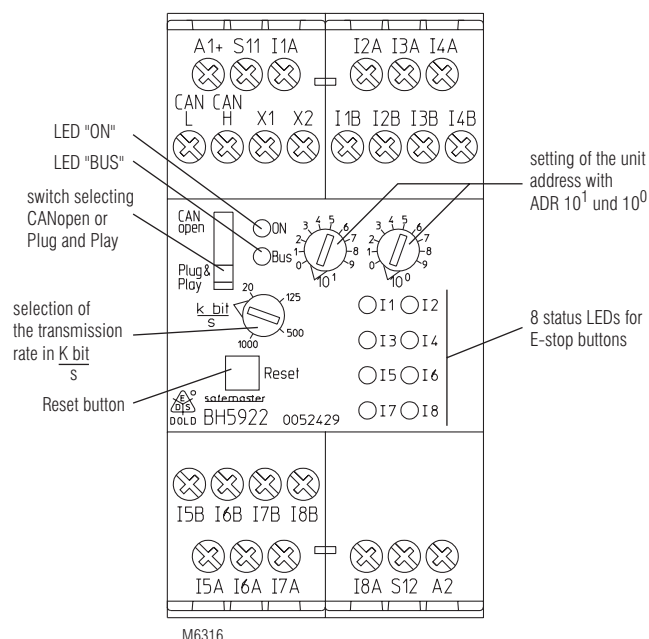 A1+ S11 I1A I2A I3A I4A
CAN L CAN H X1 X2 I1B I2B I3B I4B
LED "ON"
LED "BUS"
switch selecting
CANopen or
Plug and Play
selection of
the transmission
rate in K bit
s
Reset button
setting of the unit
address with
ADR 10¹ und 10⁰
8 status LEDs for
E-stop buttons
CAN
open
Plug&
Play
ON
Bus
0 1 2 3 4 5 6 7 8 9
10¹
0 1 2 3 4 5 6 7 8 9
10⁰
k bit
s
20 125
1000 500
Reset
I1 I2
I3 I4
I5 I6
I7 I8
E
D S
DOLD
safemaster
BH5922 0052429
I5B I6B I7B I8B
I5A I6A I7A I8A S12 A2
M6316